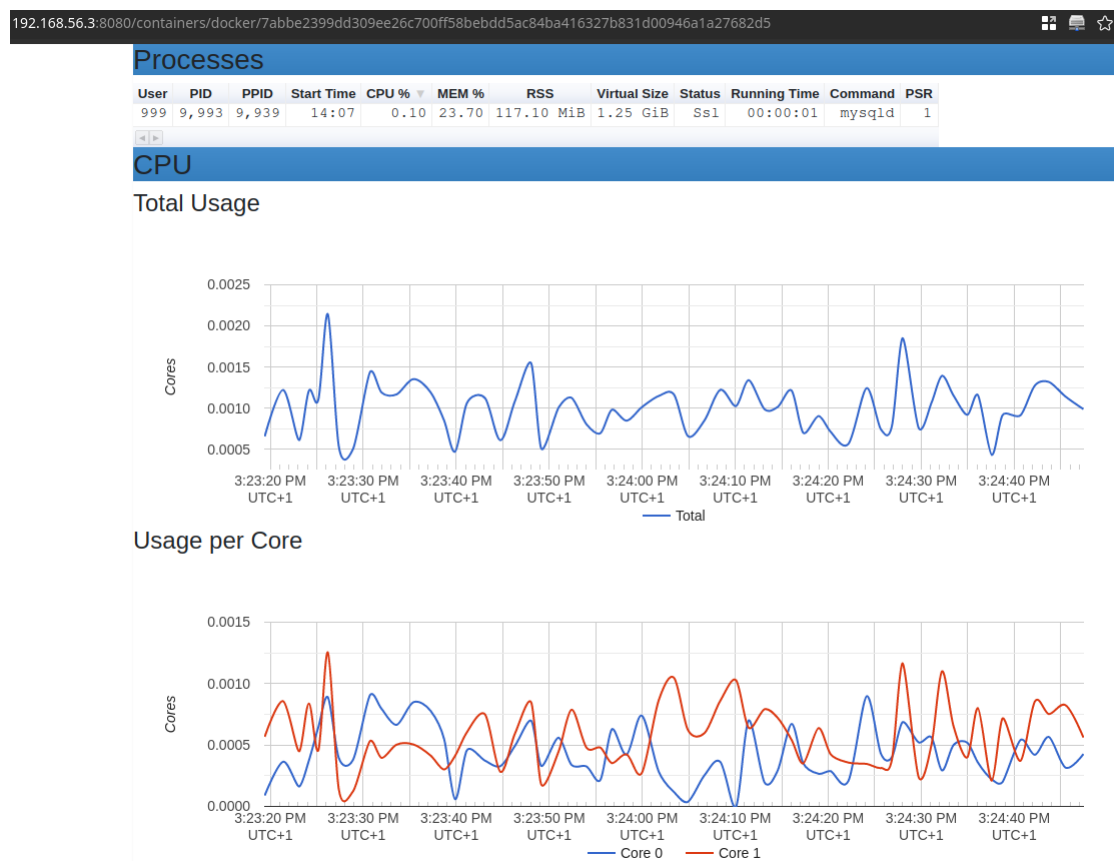 192.168.56.3:8080/containers/docker/7abbe2399dd309ee26c700ff58bebdd5ac84ba416327b831d00946a1a27682d5
Processes
User PID PPID Start Time CPU % MEM % RSS Virtual Size Status Running Time Command PSR
999 9,993 9,939 14:07 0.10 23.70 117.10 MiB 1.25 GiB Ssl 00:00:01 mysqld 1
CPU
Total Usage
0.0025
0.0020
0.0015
0.0010
0.0005
Cores
3:23:20 PM 3:23:30 PM 3:23:40 PM 3:23:50 PM 3:24:00 PM 3:24:10 PM 3:24:20 PM 3:24:30 PM 3:24:40 PM
UTC+1 UTC+1 UTC+1 UTC+1 UTC+1 UTC+1 UTC+1 UTC+1 UTC+1
Total
Usage per Core
0.0015
0.0010
0.0005
0.0000
Cores
3:23:20 PM 3:23:30 PM 3:23:40 PM 3:23:50 PM 3:24:00 PM 3:24:10 PM 3:24:20 PM 3:24:30 PM 3:24:40 PM
UTC+1 UTC+1 UTC+1 UTC+1 UTC+1 UTC+1 UTC+1 UTC+1 UTC+1
Core 0 Core 1